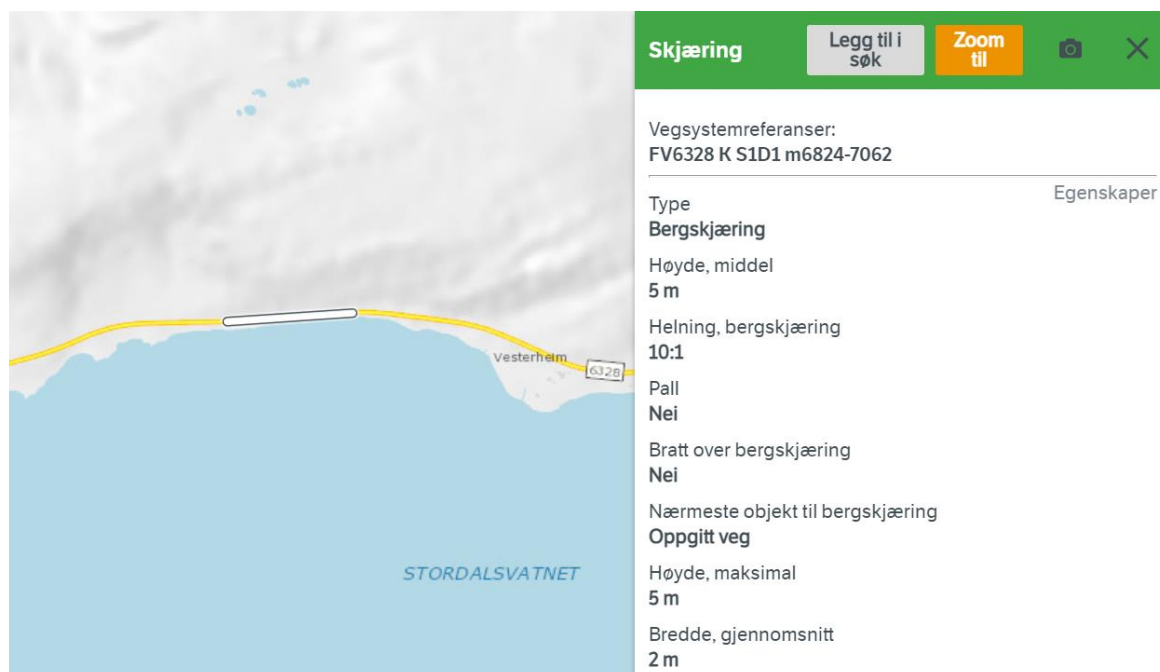 Vesterheim
6328
STORDALSVATNET
Skjæring
Legg til i
søk
Zoom
til
Vegsystemreferanser:
FV6328 K S1D1 m6824-7062
Egenskaper
Type
Bergskjæring
Høyde, middel
5 m
Helning, bergskjæring
10:1
Pall
Nei
Bratt over bergskjæring
Nei
Nærmeste objekt til bergskjæring
Oppgitt veg
Høyde, maksimal
5 m
Bredde, gjennomsnitt
2 m